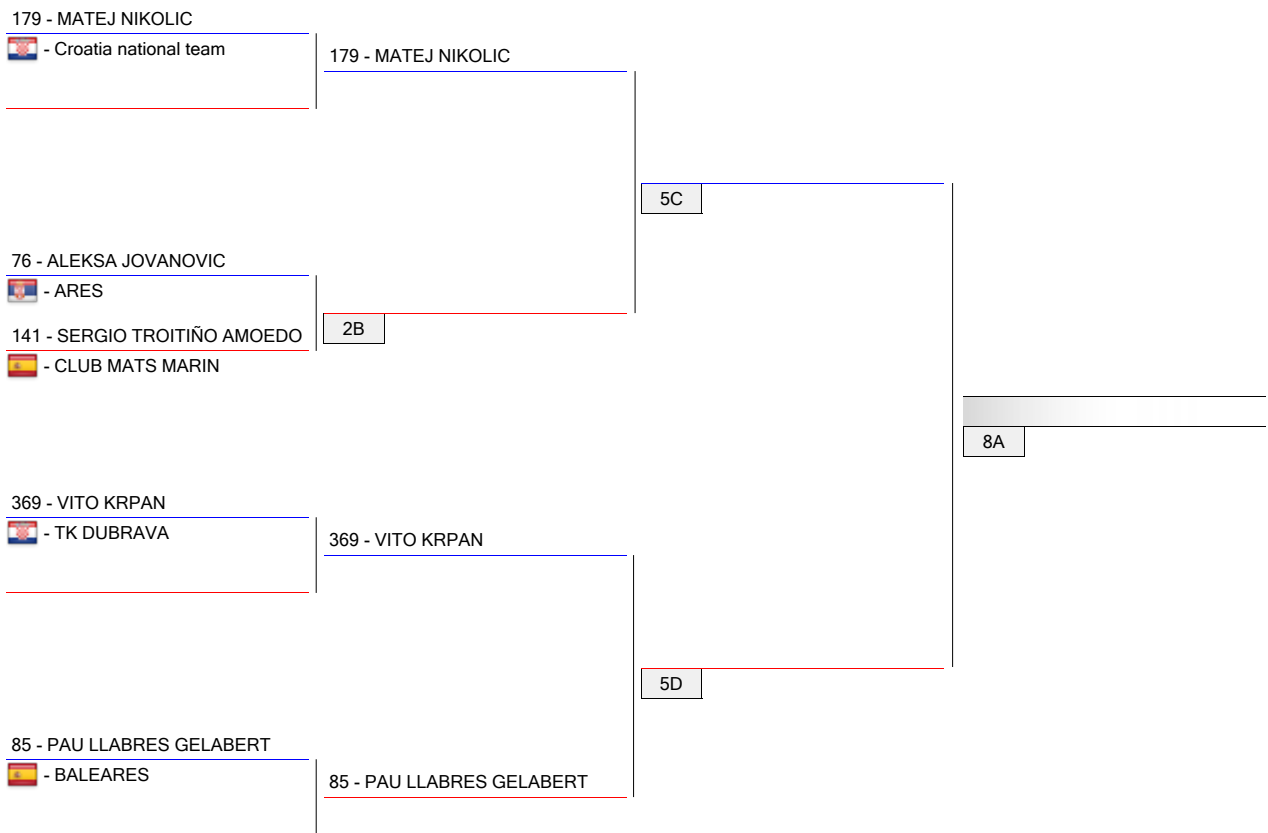 179 - MATEJ NIKOLIC
- Croatia national team
179 - MATEJ NIKOLIC
5C
76 - ALEKSA JOVANOVIC
- ARES
141 - SERGIO TROITIÑO AMOEDO
2B
- CLUB MATS MARIN
8A
369 - VITO KRPAN
- TK DUBRAVA
369 - VITO KRPAN
5D
85 - PAU LLABRES GELABERT
- BALEARES
85 - PAU LLABRES GELABERT